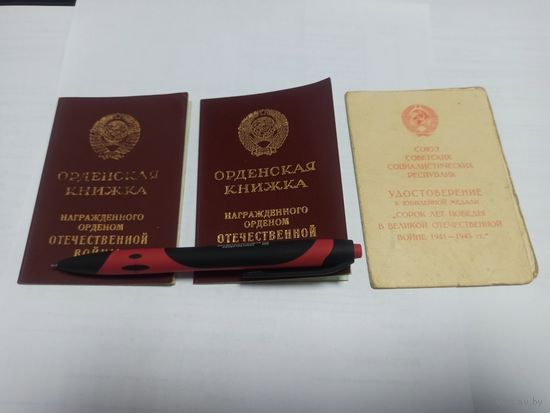 ОРДЕНСКАЯ
КНИЖКА
НАГРАЖДЕННОГО
ОРДЕНОМ
ОТЕЧЕСТВЕННОЙ
ВОЙНЫ
ОРДЕНСКАЯ
КНИЖКА
НАГРАЖДЕННОГО
ОРДЕНОМ
ОТЕЧЕСТВЕННОЙ
СОЮЗ
СОВЕТСКИХ
СОЦИАЛИСТИЧЕСКИХ
РЕСПУБЛИК
УДОСТОВЕРЕНИЕ
К ЮБИЛЕЙНОЙ МЕДАЛИ
"СОРОК ЛЕТ ПОБЕДЫ
В ВЕЛИКОЙ ОТЕЧЕСТВЕННОЙ
ВОЙНЕ 1941—1945 гг."